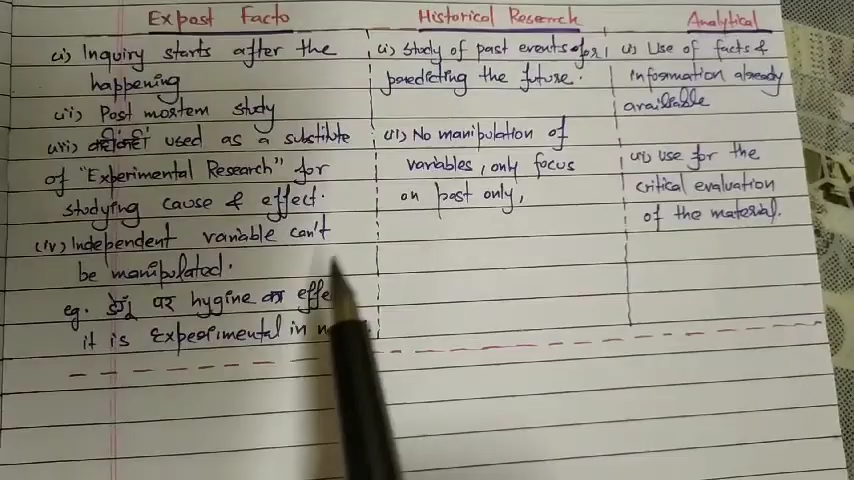 Expost Facto
(i) Inquiry starts after the
happening
(ii) Post mortem study
(iii) used as a substitute
of "Experimental Research" for
studying cause & effect.
(iv) Independent variable can't
be manipulated.
eg. पर hygine का effe
it is Experimental in n
Historical Research
(i) Study of past events for
predicting the future.
(ii) No manipulation of
variables, only focus
on past only,
Analytical
(i) Use of facts &
information already
available
(ii) use for the
critical evaluation
of the material.